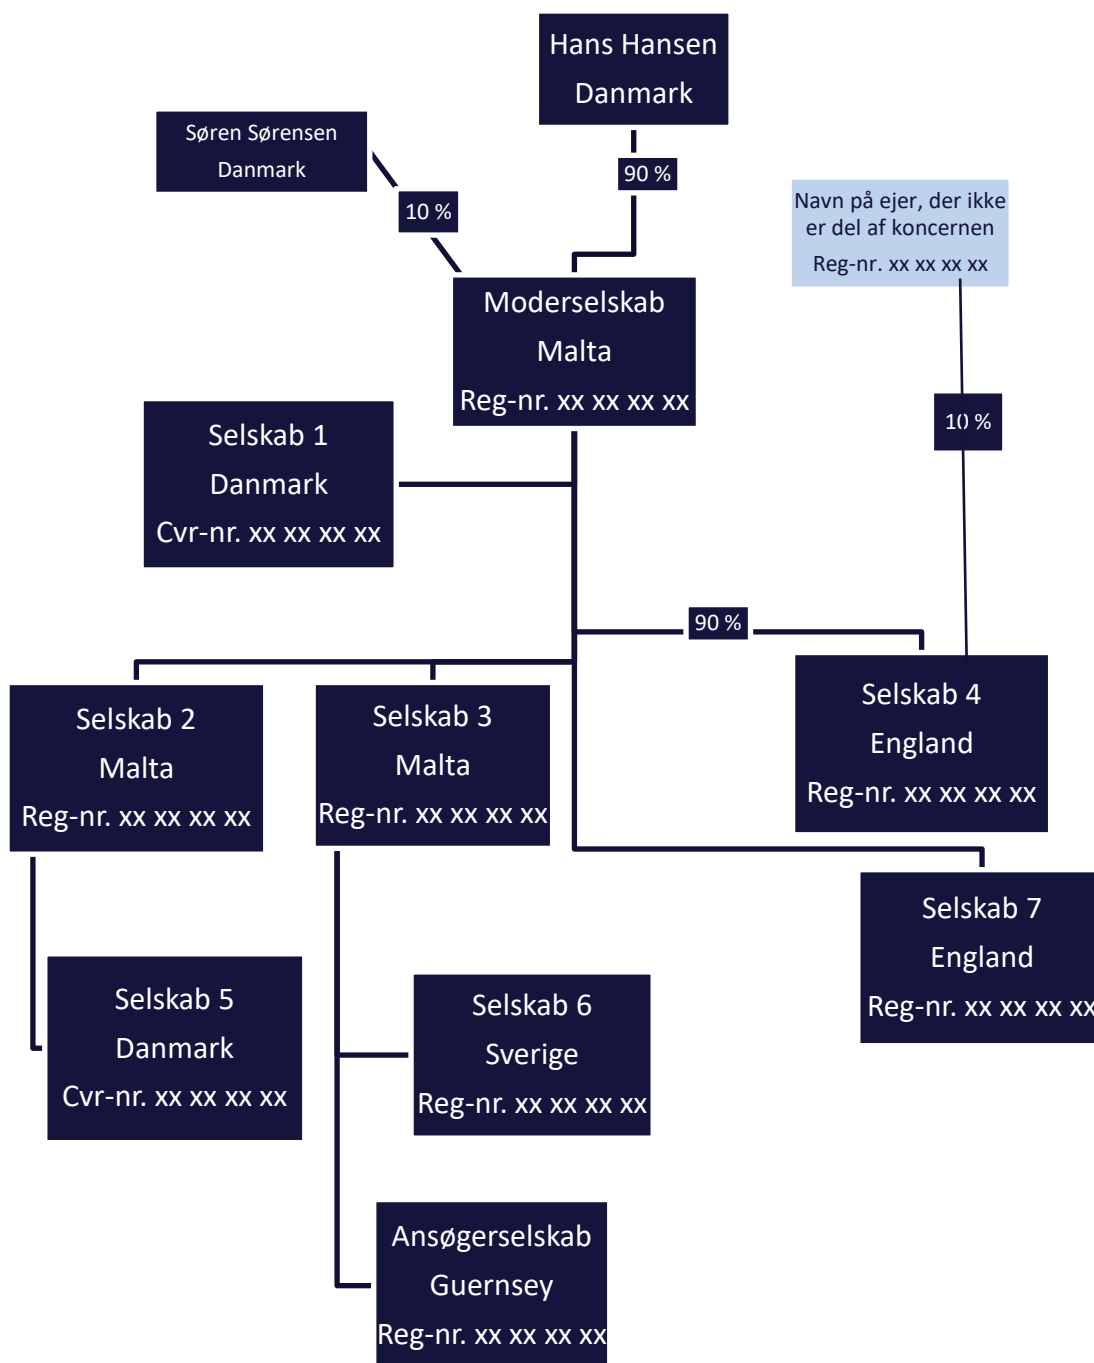 Hans Hansen
Danmark
Søren Sørensen
Danmark
90 %
10 %
Navn på ejer, der ikke
er del af koncernen
Reg-nr. xx xx xx xx
Moderselskab
Malta
Reg-nr. xx xx xx xx
10 %
Selskab 1
Danmark
Cvr-nr. xx xx xx xx
90 %
Selskab 2
Malta
Reg-nr. xx xx xx xx
Selskab 3
Malta
Reg-nr. xx xx xx xx
Selskab 4
England
Reg-nr. xx xx xx xx
Selskab 7
England
Reg-nr. xx xx xx xx
Selskab 5
Danmark
Cvr-nr. xx xx xx xx
Selskab 6
Sverige
Reg-nr. xx xx xx xx
Ansøgerselskab
Guernsey
Reg-nr. xx xx xx xx